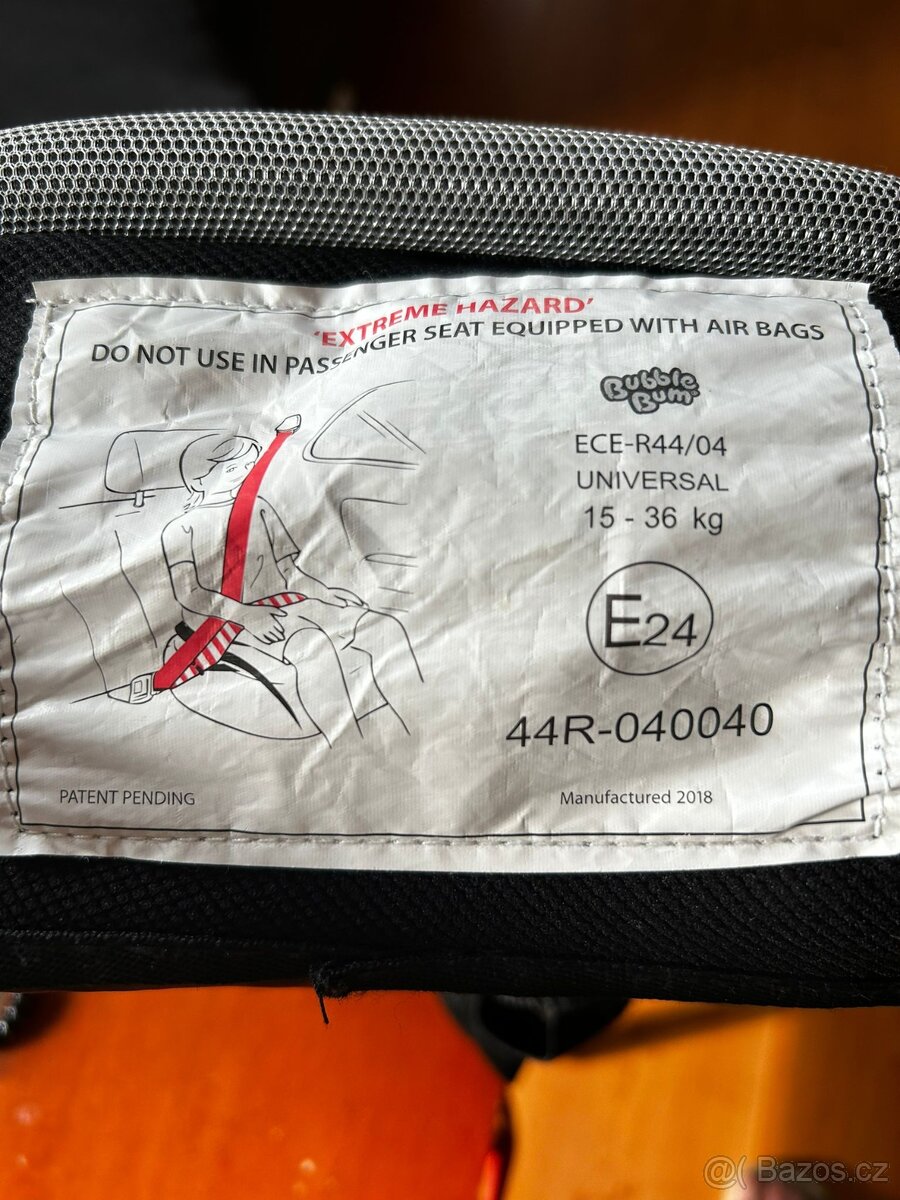 'EXTREME HAZARD'
DO NOT USE IN PASSENGER SEAT EQUIPPED WITH AIR BAGS
Bubble
Bum
ECE-R44/04
UNIVERSAL
15 - 36 kg
E24
44R-040040
PATENT PENDING
Manufactured 2018
@( Bazos.cz